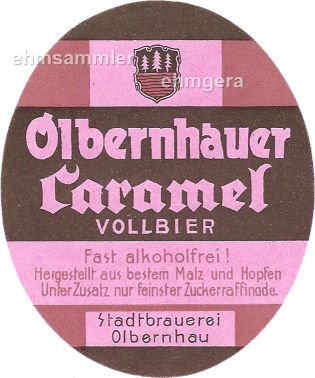 ehmsammler
ehmgera
Olbernhauer
Caramel
VOLLBIER
Fast alkoholfrei!
Hergestellt aus bestem Malz und Hopfen
Unter Zusatz nur feinster Zuckerraffinade.
Stadtbrauerei
Olbernhau